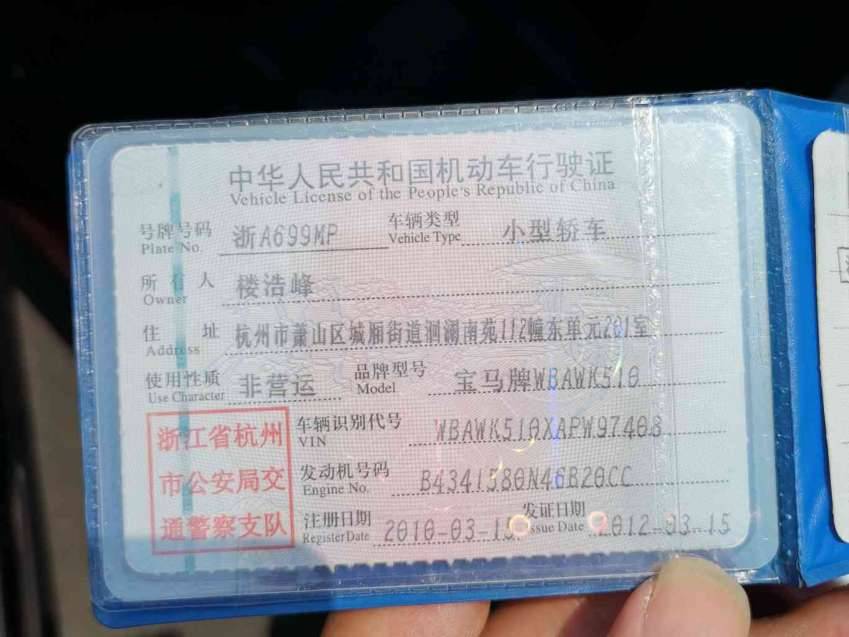 中华人民共和国机动车行驶证
Vehicle License of the People's Republic of China
号牌号码 浙A699MP 车辆类型 小型轿车
Plate No. Vehicle Type
所有人 楼浩峰
Owner
住址 杭州市萧山区城厢街道洄澜南苑112幢东单元201室
Address
使用性质 非营运 品牌型号 宝马牌WBAWK510
Use Character Model
浙江省杭州
市公安局交
通警察支队
车辆识别代号 WBAWK510XAPW97408
VIN
发动机号码 B4341580N46B20CC
Engine No.
注册日期 2010-03- 发证日期 2012-03-15
Register Date Issue Date